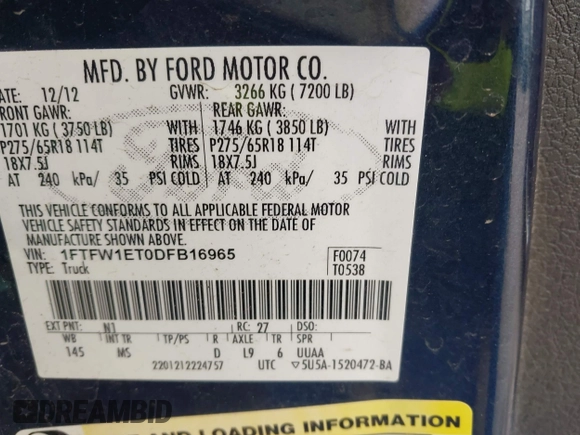 MFD. BY FORD MOTOR CO.
ATE: 12/12 GVWR: 3266 KG ( 7200 LB)
FRONT GAWR: REAR GAWR:
1701 KG ( 3750 LB) WITH 1746 KG ( 3850 LB) WITH
P275/65R18 114T TIRES P275/65R18 114T TIRES
18X7.5J RIMS 18X7.5J RIMS
AT 240 kPa/ 35 PSI COLD AT 240 kPa/ 35 PSI COLD
THIS VEHICLE CONFORMS TO ALL APPLICABLE FEDERAL MOTOR
VEHICLE SAFETY STANDARDS IN EFFECT ON THE DATE OF
MANUFACTURE SHOWN ABOVE.
VIN: 1FTFW1ET0DFB16965 F0074
TYPE: Truck T0538
EXT PNT: N1 RC: 27 DSO:
WB INT TR TP/PS R AXLE TR SPR
145 MS D L9 6 UUAA
2201212224757 UTC ▽5U5A-1520472-BA
DREAMBID
AND LOADING INFORMATION